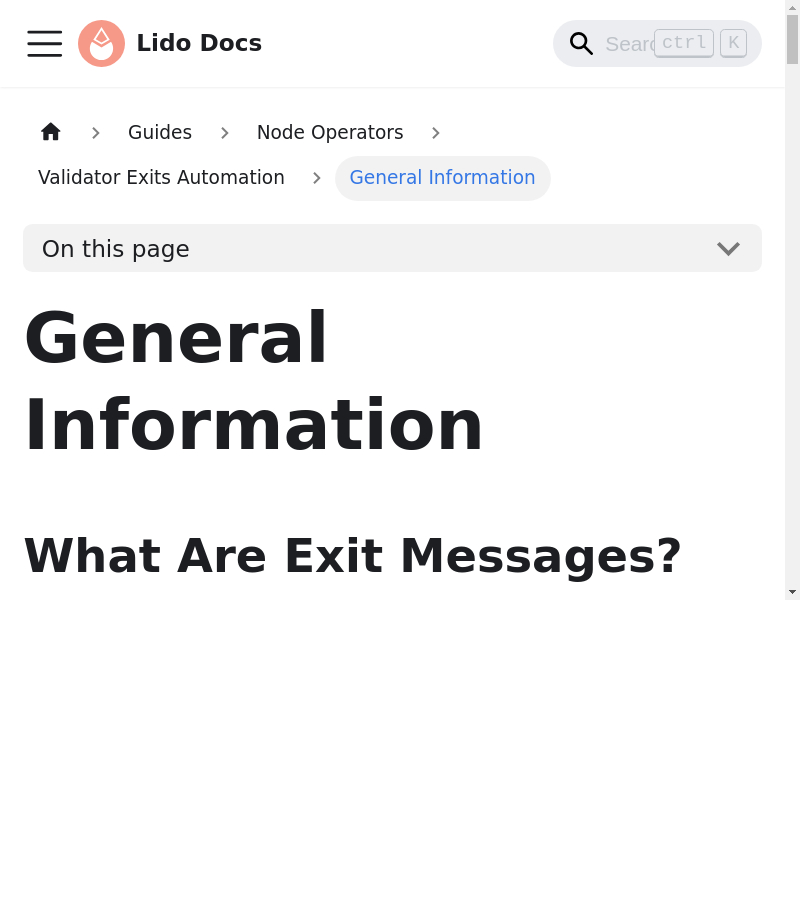 Lido Docs
Search ctrl K
Guides
Node Operators
Validator Exits Automation
General Information
On this page
General
Information
What Are Exit Messages?